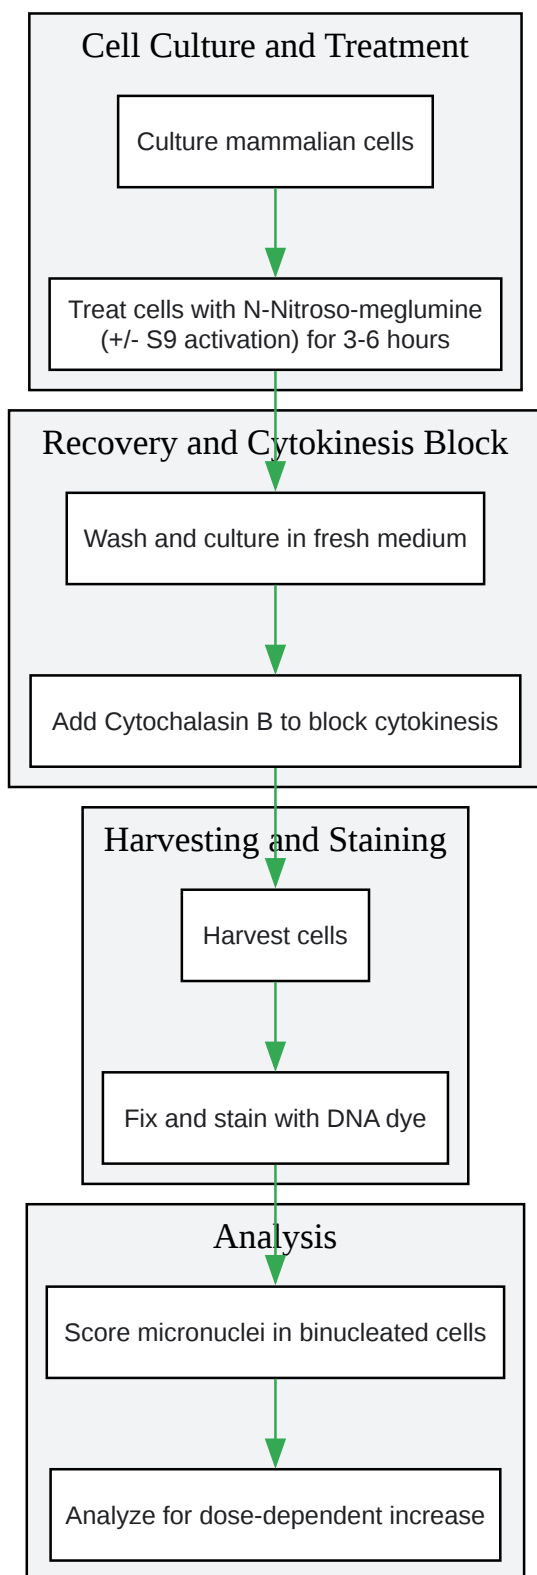 Cell Culture and Treatment
Culture mammalian cells
Treat cells with N-Nitroso-meglumine
(+/- S9 activation) for 3-6 hours
Recovery and Cytokinesis Block
Wash and culture in fresh medium
Add Cytochalasin B to block cytokinesis
Harvesting and Staining
Harvest cells
Fix and stain with DNA dye
Analysis
Score micronuclei in binucleated cells
Analyze for dose-dependent increase